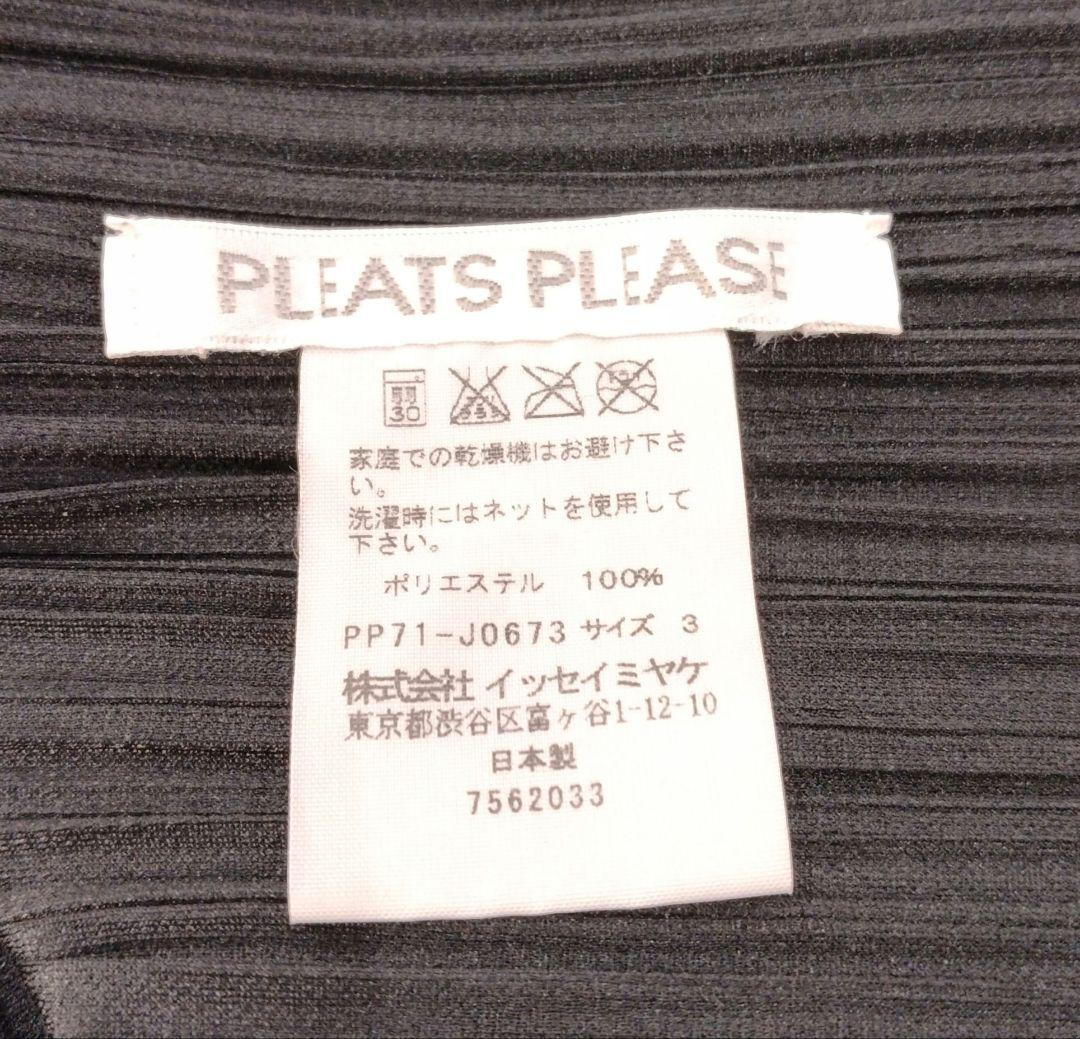 PLEATS PLEASE
弱
30
家庭での乾燥機はお避け下さ
い。
洗濯時にはネットを使用して
下さい。
ポリエステル 100%
PP71-J0673 サイズ 3
株式会社 イッセイミヤケ
東京都渋谷区富ヶ谷1-12-10
日本製
7562033